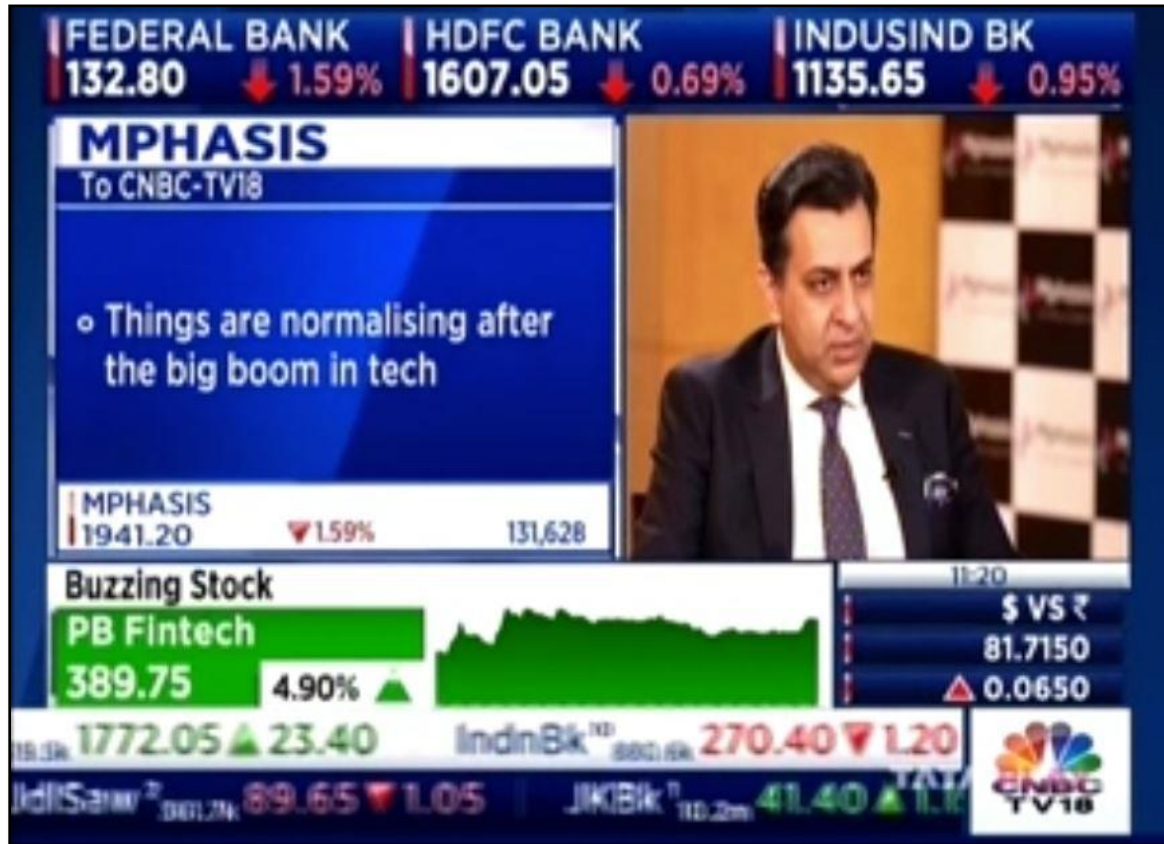 FEDERAL BANK
132.80 1.59%
HDFC BANK
1607.05 0.69%
INDUSIND BK
1135.65 0.95%
MPHASIS
To CNBC-TV18
Things are normalising after
the big boom in tech
MPHASIS
1941.20 1.59% 131,628
Buzzing Stock
PB Fintech
389.75 4.90%
11:20
$ VS ₹
81.7150
0.0650
1772.05 23.40 IndnBk 270.40 1.20
89.65 1.05 JKBk 41.40
TATA
CNBC
TV18
Mphasis